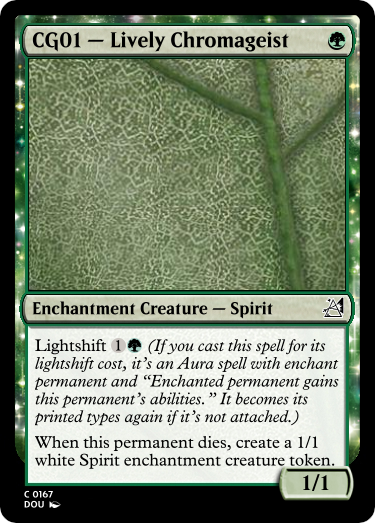 CG01 — Lively Chromageist
Enchantment Creature — Spirit
Lightshift 1 (If you cast this spell for its
lightshift cost, it's an Aura spell with enchant
permanent and “Enchanted permanent gains
this permanent's abilities.” It becomes its
printed types again if it's not attached.)
When this permanent dies, create a 1/1
white Spirit enchantment creature token.
1/1
C 0167
DOU